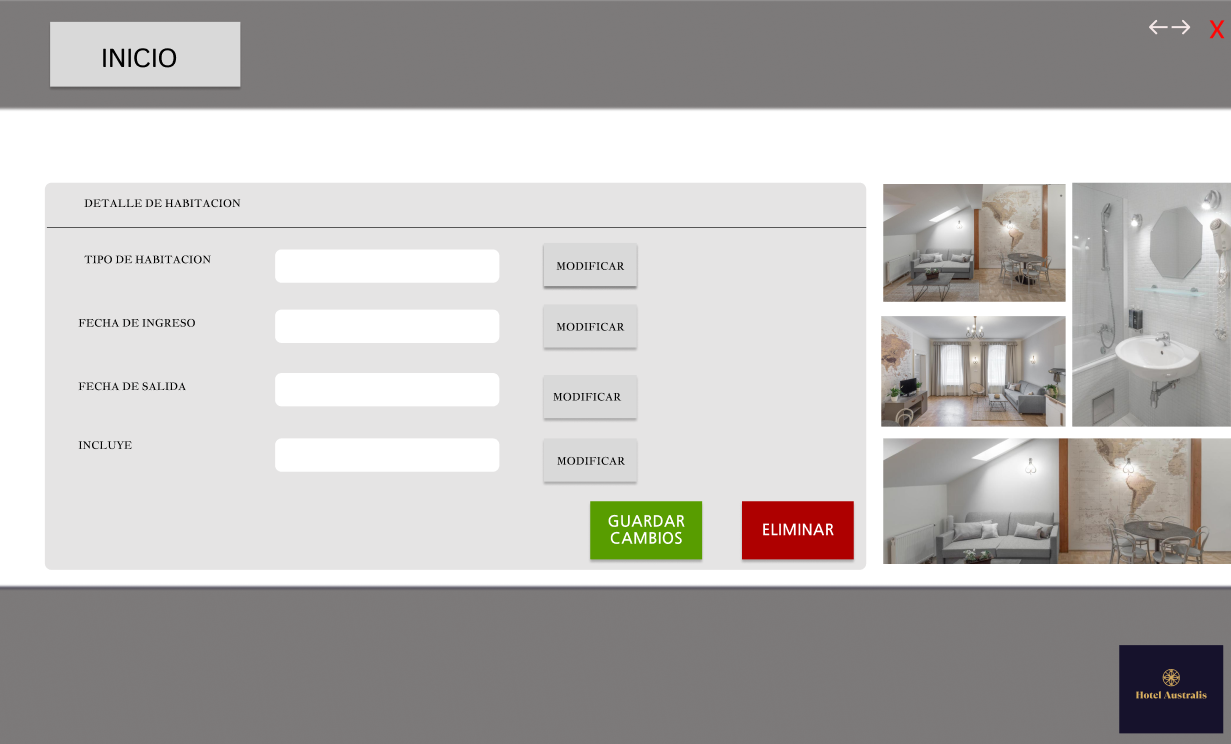 INICIO
X
DETALLE DE HABITACION
TIPO DE HABITACION
MODIFICAR
FECHA DE INGRESO
MODIFICAR
FECHA DE SALIDA
MODIFICAR
INCLUYE
MODIFICAR
GUARDAR
CAMBIOS
ELIMINAR
Hotel Australis